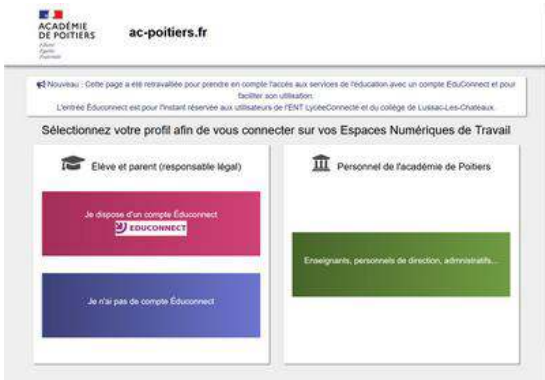 ACADÉMIE
DE POITIERS
Liberté
Égalité
Fraternité
ac-poitiers.fr
Nouveau : Cette page a été retravaillée pour prendre en compte l'accès aux services de l'éducation avec un compte EduConnect et pour
faciliter son utilisation.
L'entrée Éduconnect est pour l'instant réservée aux utilisateurs de l'ENT LycéeConnecté et du collège de Lussac-Les-Chateaux.
Sélectionnez votre profil afin de vous connecter sur vos Espaces Numériques de Travail
Élève et parent (responsable légal)
Je dispose d'un compte Éduconnect
EDUCONNECT
Je n'ai pas de compte Éduconnect
Personnel de l'académie de Poitiers
Enseignants, personnels de direction, administratifs...